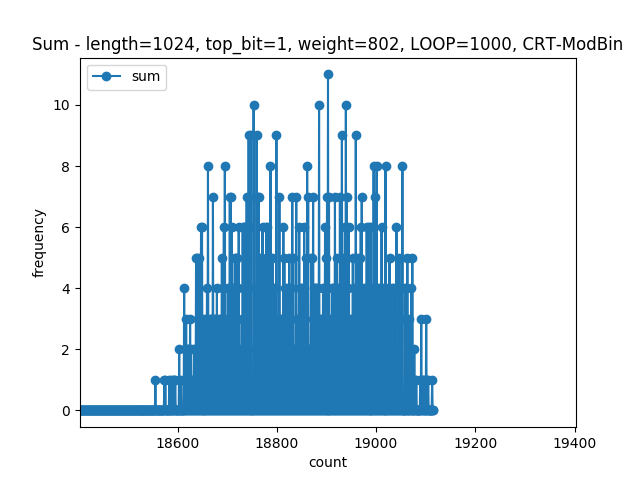 Sum - length=1024, top_bit=1, weight=802, LOOP=1000, CRT-ModBin
sum
10
8
6
4
2
0
frequency
18600 18800 19000 19200 19400
count